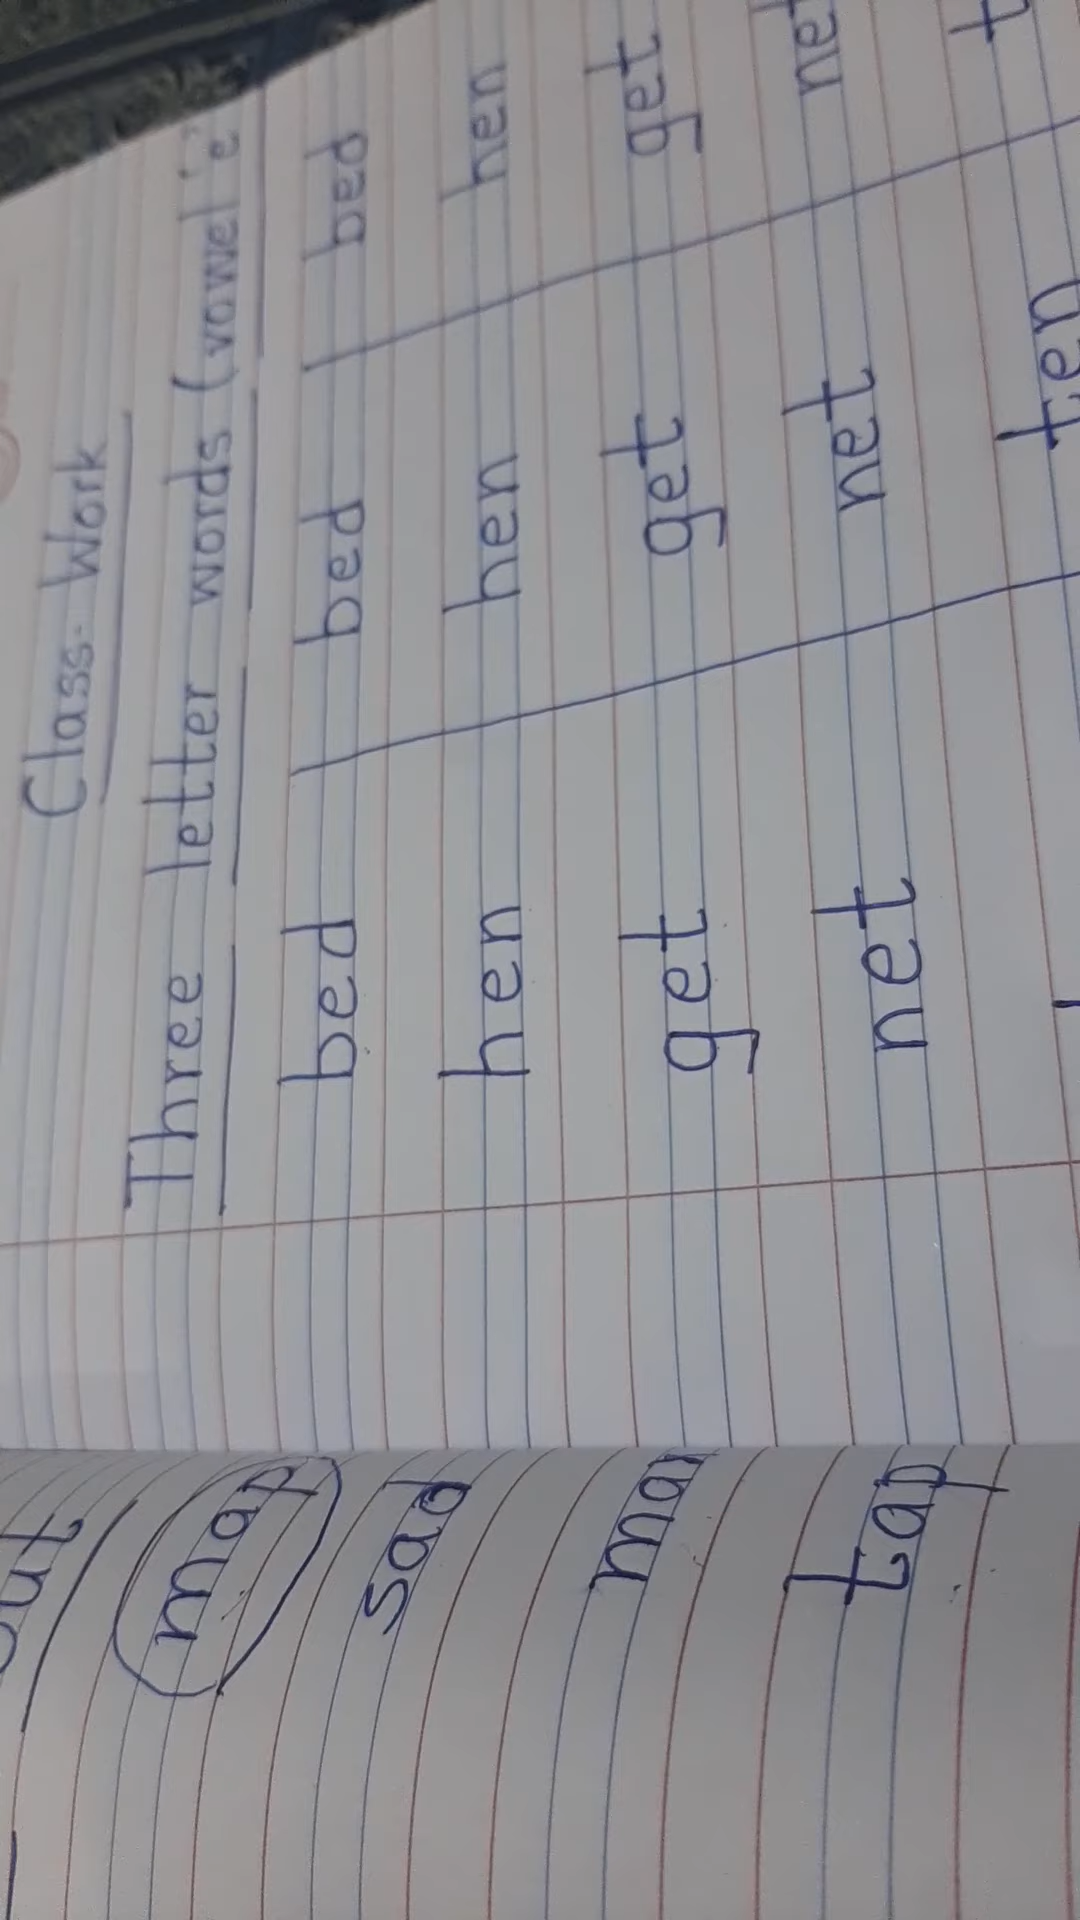 Class-Work
Three letter words (vowel 'e'
bed bed bed
hen hen hen
get get get
net net ne
ten t
map
sad
tap